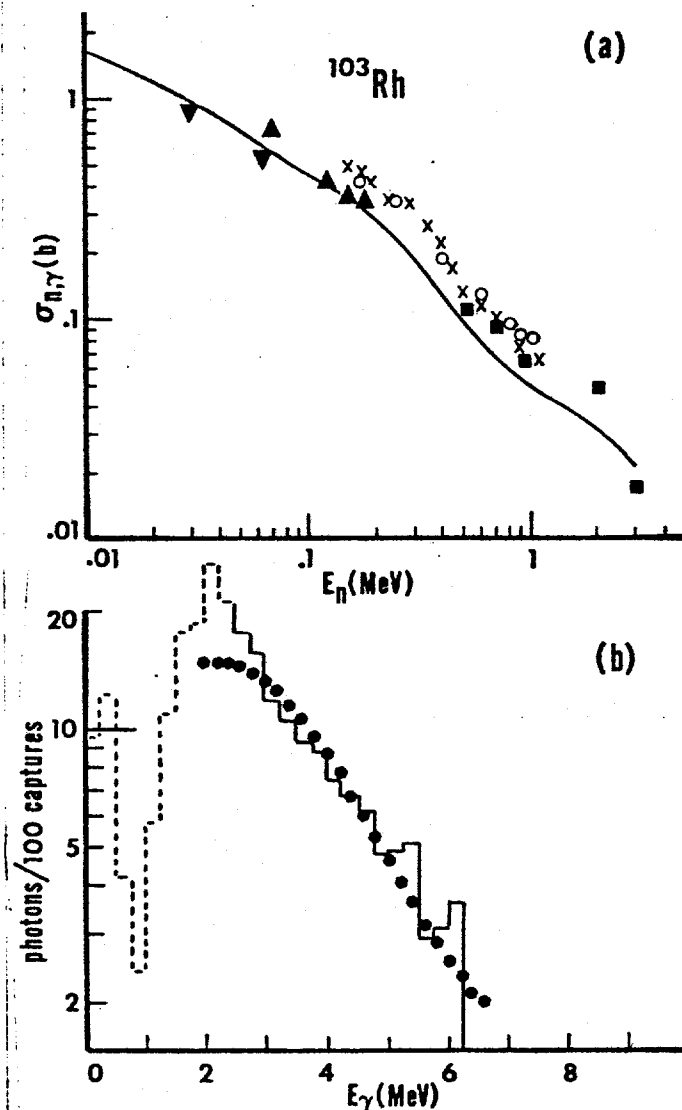 (a)
¹⁰³Rh
1
.1
.01
σn,γ(b)
.01 .1 1
En(MeV)
(b)
20
10
5
2
photons/100 captures
0 2 4 6 8
Eγ(MeV)